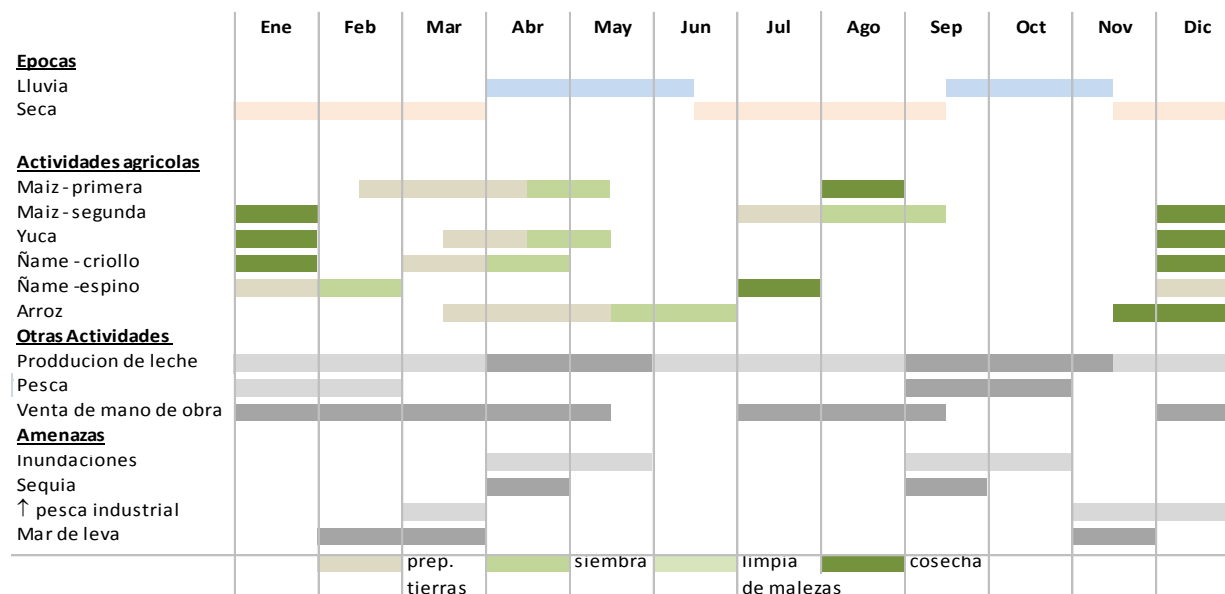 Ene Feb Mar Abr May Jun Jul Ago Sep Oct Nov Dic
Epocas
Lluvia
Seca
Actividades agricolas
Maiz - primera
Maiz - segunda
Yuca
Ñame - criollo
Ñame -espino
Arroz
Otras Actividades
Prodduccion de leche
Pesca
Venta de mano de obra
Amenazas
Inundaciones
Sequia
↑ pesca industrial
Mar de leva
prep. siembra limpia cosecha
tierras de malezas